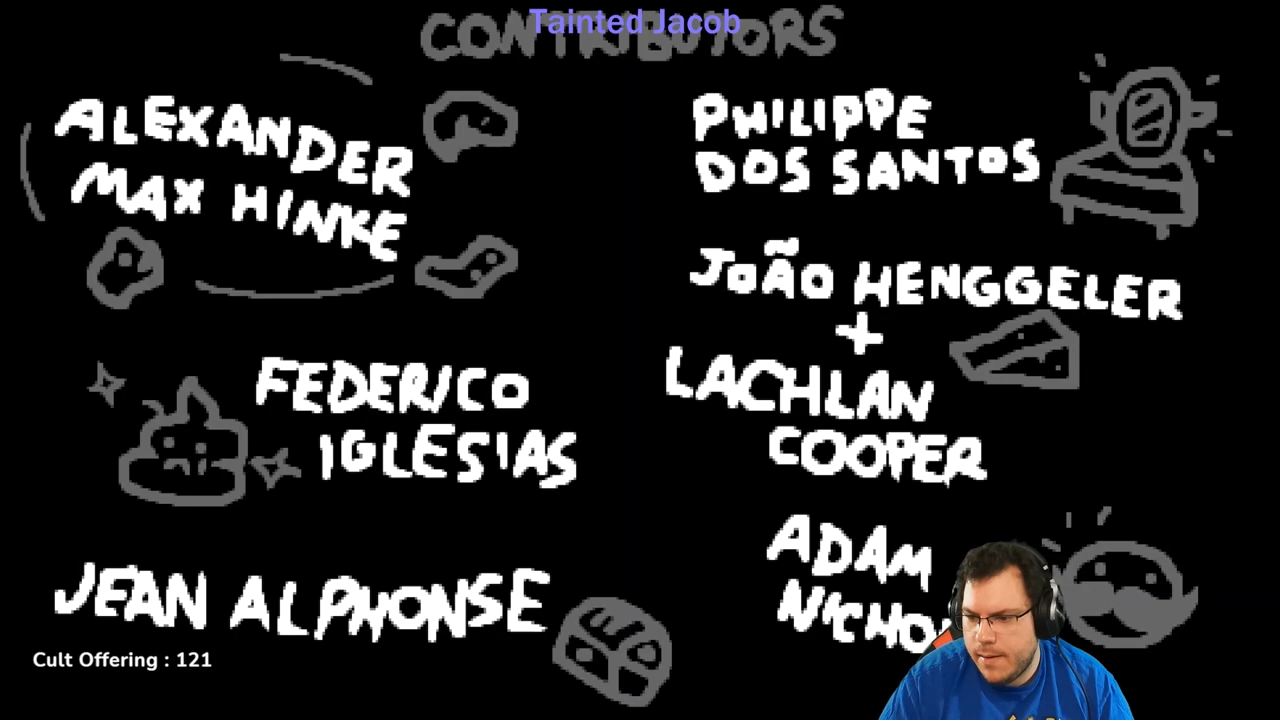 Tainted Jacob
CONTRIBUTORS
ALEXANDER
MAX HINKE
PHILIPPE
DOS SANTOS
JOÃO HENGGELER
+
LACHLAN
COOPER
FEDERICO
IGLESIAS
JEAN ALPHONSE
ADAM
Cult Offering : 121